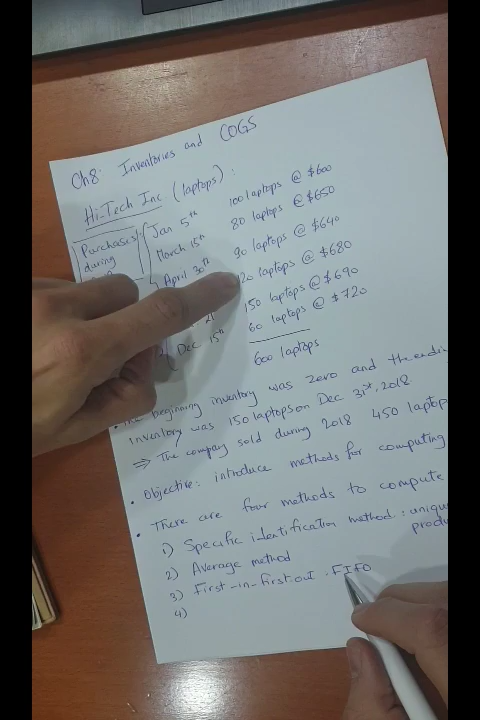 Ch8: Inventories and COGS
Hi-Tech Inc (laptops):
Purchases during
Jan 5th 100 laptops @ $600
March 15th 80 laptops @ $650
April 30th 90 laptops @ $640
120 laptops @ $680
21 150 laptops @ $690
Dec 15th 60 laptops @ $720
600 laptops
beginning inventory was zero and the
inventory was 150 laptops on Dec 31st, 2018
⇒ The company sold during 2018 450
• Objective: introduce methods for computing
• There are four methods to compute
1) Specific identification method:
2) Average method
3) First-in-first-out. FIFO
4)